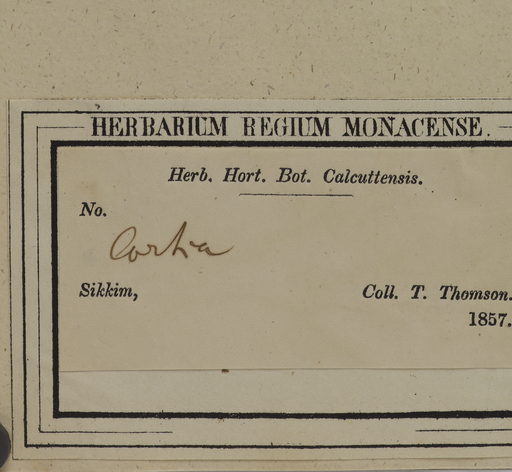 HERBARIUM REGIUM MONACENSE.
Herb. Hort. Bot. Calcuttensis.
No.
Cortia
Sikkim,
Coll. T. Thomson.
1857.